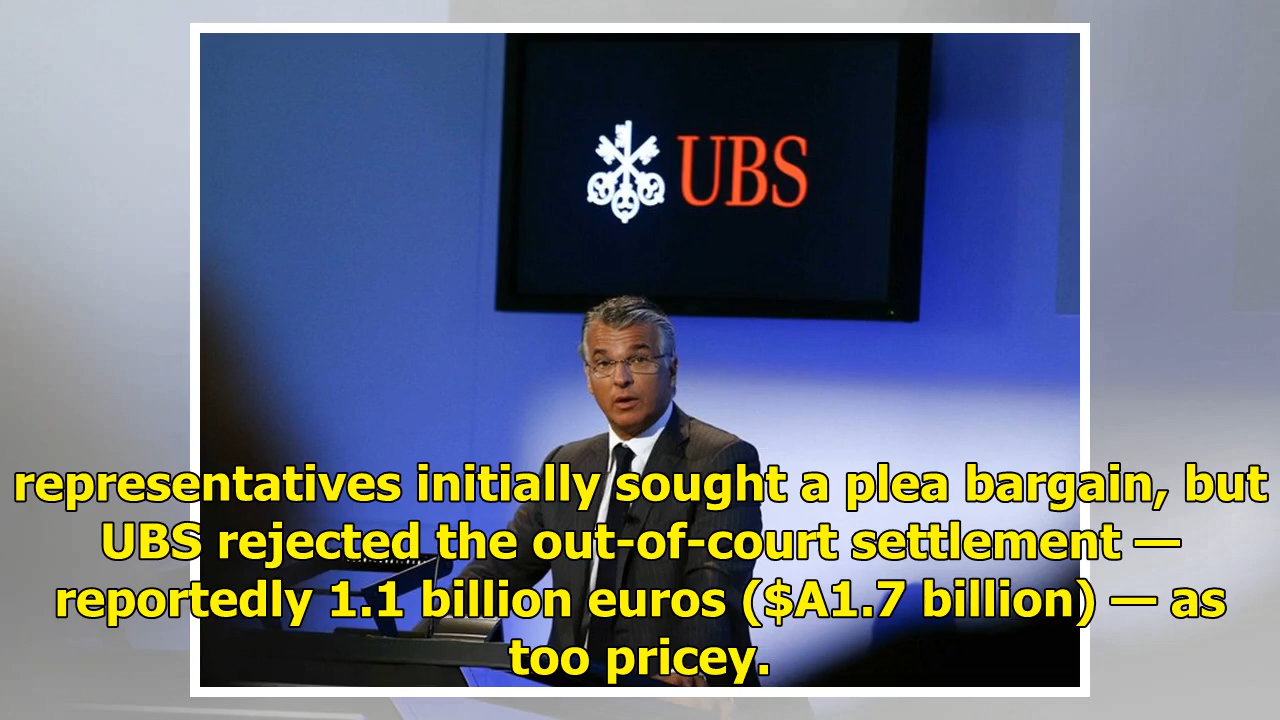 UBS
representatives initially sought a plea bargain, but
UBS rejected the out-of-court settlement —
reportedly 1.1 billion euros ($A1.7 billion) — as
too pricey.